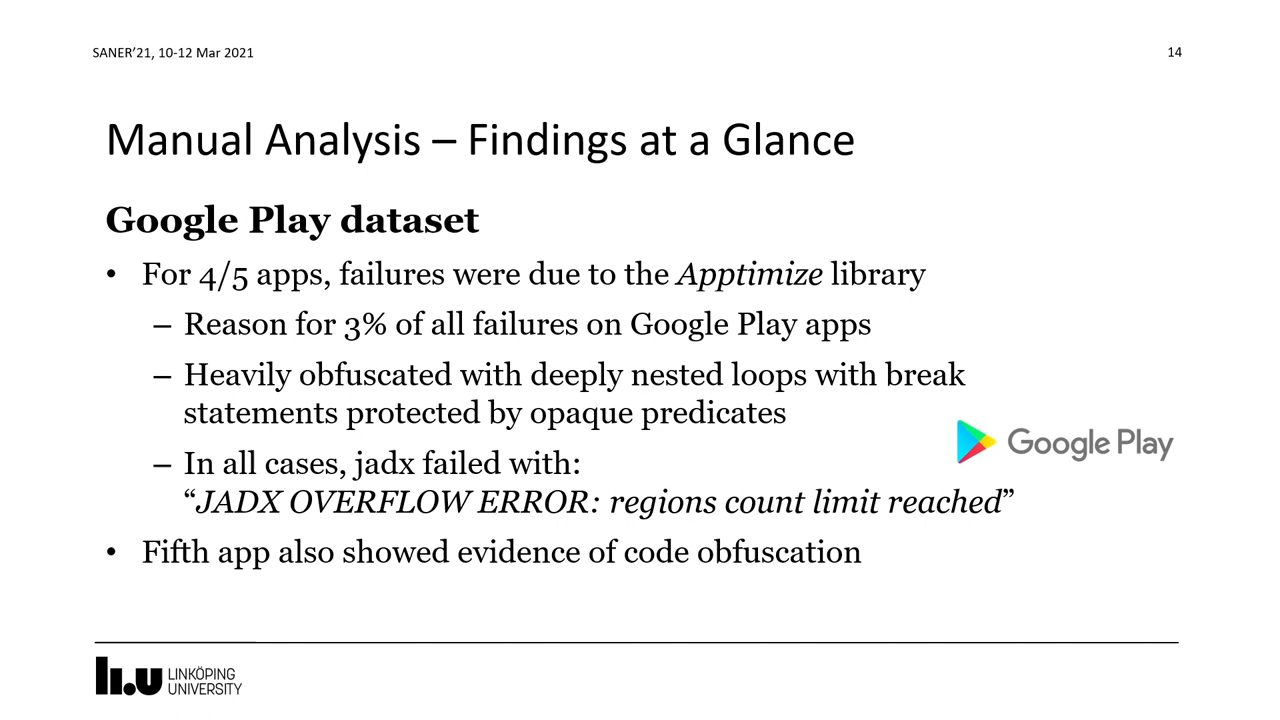 SANER’21, 10-12 Mar 2021
14
Manual Analysis – Findings at a Glance
Google Play dataset
• For 4/5 apps, failures were due to the Apptimize library
– Reason for 3% of all failures on Google Play apps
– Heavily obfuscated with deeply nested loops with break
statements protected by opaque predicates
Google Play
– In all cases, jadx failed with:
“JADX OVERFLOW ERROR: regions count limit reached”
• Fifth app also showed evidence of code obfuscation
li.u LINKÖPING
UNIVERSITY